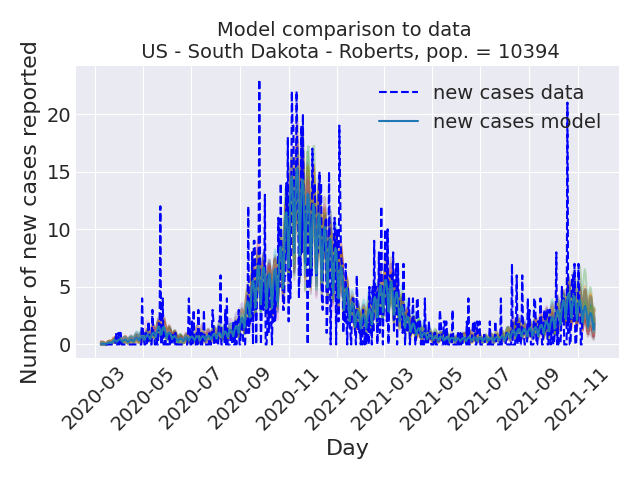 Model comparison to data
US - South Dakota - Roberts, pop. = 10394
Number of new cases reported
20
15
10
5
0
new cases data
new cases model
2020-03
2020-05
2020-07
2020-09
2020-11
2021-01
2021-03
2021-05
2021-07
2021-09
2021-11
Day